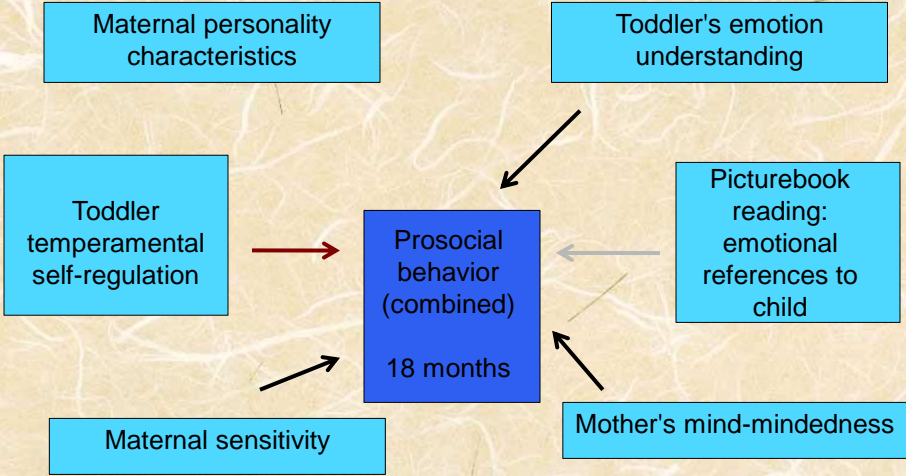 Maternal personality
characteristics
Toddler's emotion
understanding
Toddler
temperamental
self-regulation
Prosocial
behavior
(combined)
18 months
Picturebook
reading:
emotional
references to
child
Maternal sensitivity
Mother's mind-mindedness